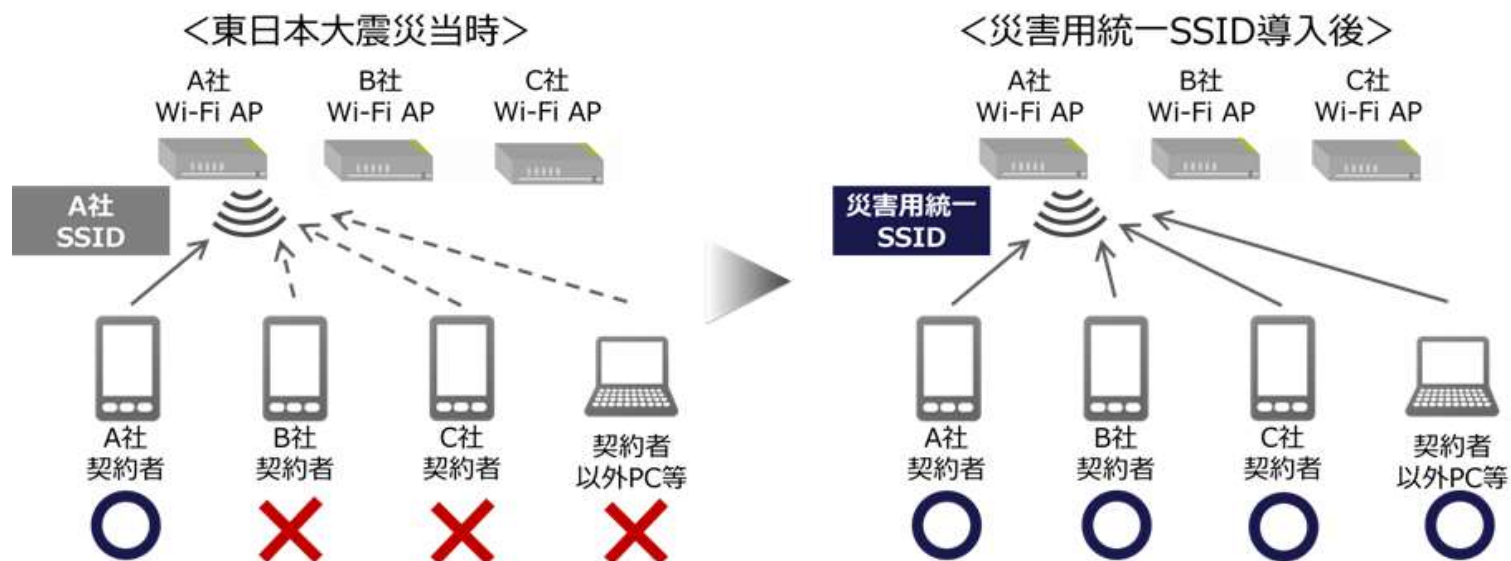 <東日本大震災当時>
A社
Wi-Fi AP
B社
Wi-Fi AP
C社
Wi-Fi AP
A社
SSID
A社
契約者
B社
契約者
C社
契約者
契約者
以外PC等
<災害用統一SSID導入後>
A社
Wi-Fi AP
B社
Wi-Fi AP
C社
Wi-Fi AP
災害用統一
SSID
A社
契約者
B社
契約者
C社
契約者
契約者
以外PC等